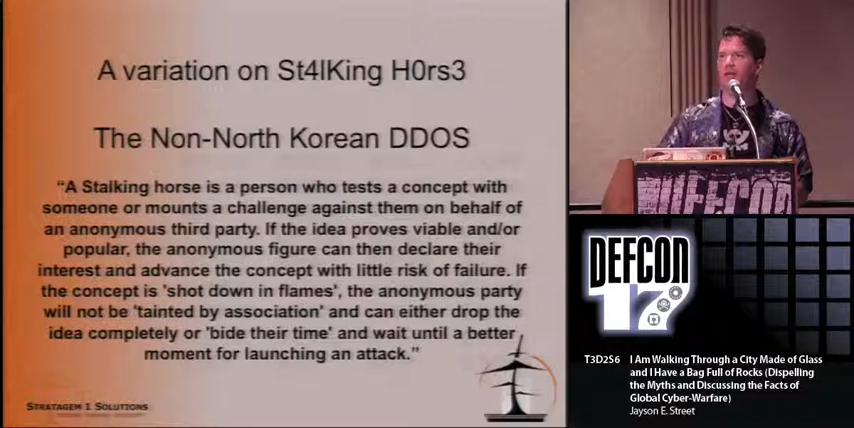 A variation on St4lKing H0rs3
The Non-North Korean DDOS
“A Stalking horse is a person who tests a concept with
someone or mounts a challenge against them on behalf of
an anonymous third party. If the idea proves viable and/or
popular, the anonymous figure can then declare their
interest and advance the concept with little risk of failure. If
the concept is 'shot down in flames', the anonymous party
will not be 'tainted by association' and can either drop the
idea completely or 'bide their time' and wait until a better
moment for launching an attack.”
STRATAGEM 1 SOLUTIONS
DEFCON
DEFCON
17
T3D2S6 I Am Walking Through a City Made of Glass
and I Have a Bag Full of Rocks (Dispelling
the Myths and Discussing the Facts of
Global Cyber-Warfare)
Jayson E. Street